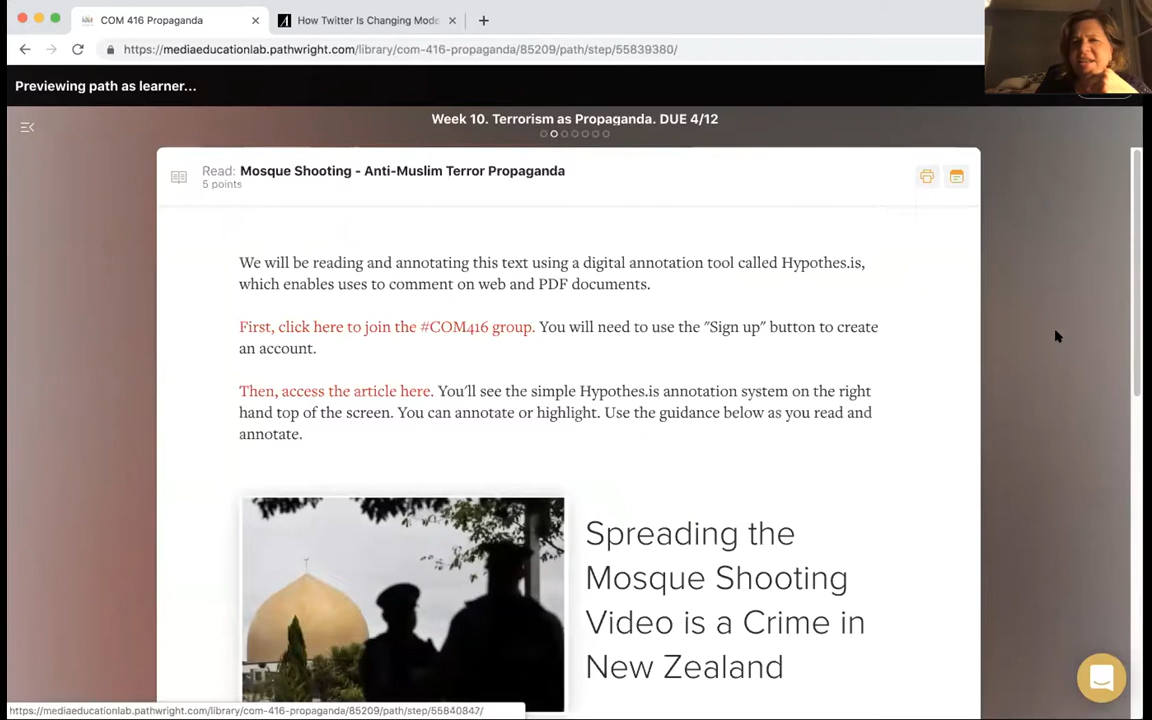 COM 416 Propaganda
How Twitter Is Changing Mode
https://mediaeducationlab.pathwright.com/library/com-416-propaganda/85209/path/step/55839380/
Previewing path as learner...
Week 10. Terrorism as Propaganda. DUE 4/12
Read: Mosque Shooting - Anti-Muslim Terror Propaganda
5 points
We will be reading and annotating this text using a digital annotation tool called Hypothes.is,
which enables uses to comment on web and PDF documents.
First, click here to join the #COM416 group. You will need to use the "Sign up" button to create
an account.
Then, access the article here. You'll see the simple Hypothes.is annotation system on the right
hand top of the screen. You can annotate or highlight. Use the guidance below as you read and
annotate.
Spreading the
Mosque Shooting
Video is a Crime in
New Zealand
https://mediaeducationlab.pathwright.com/library/com-416-propaganda/85209/path/step/55840847/